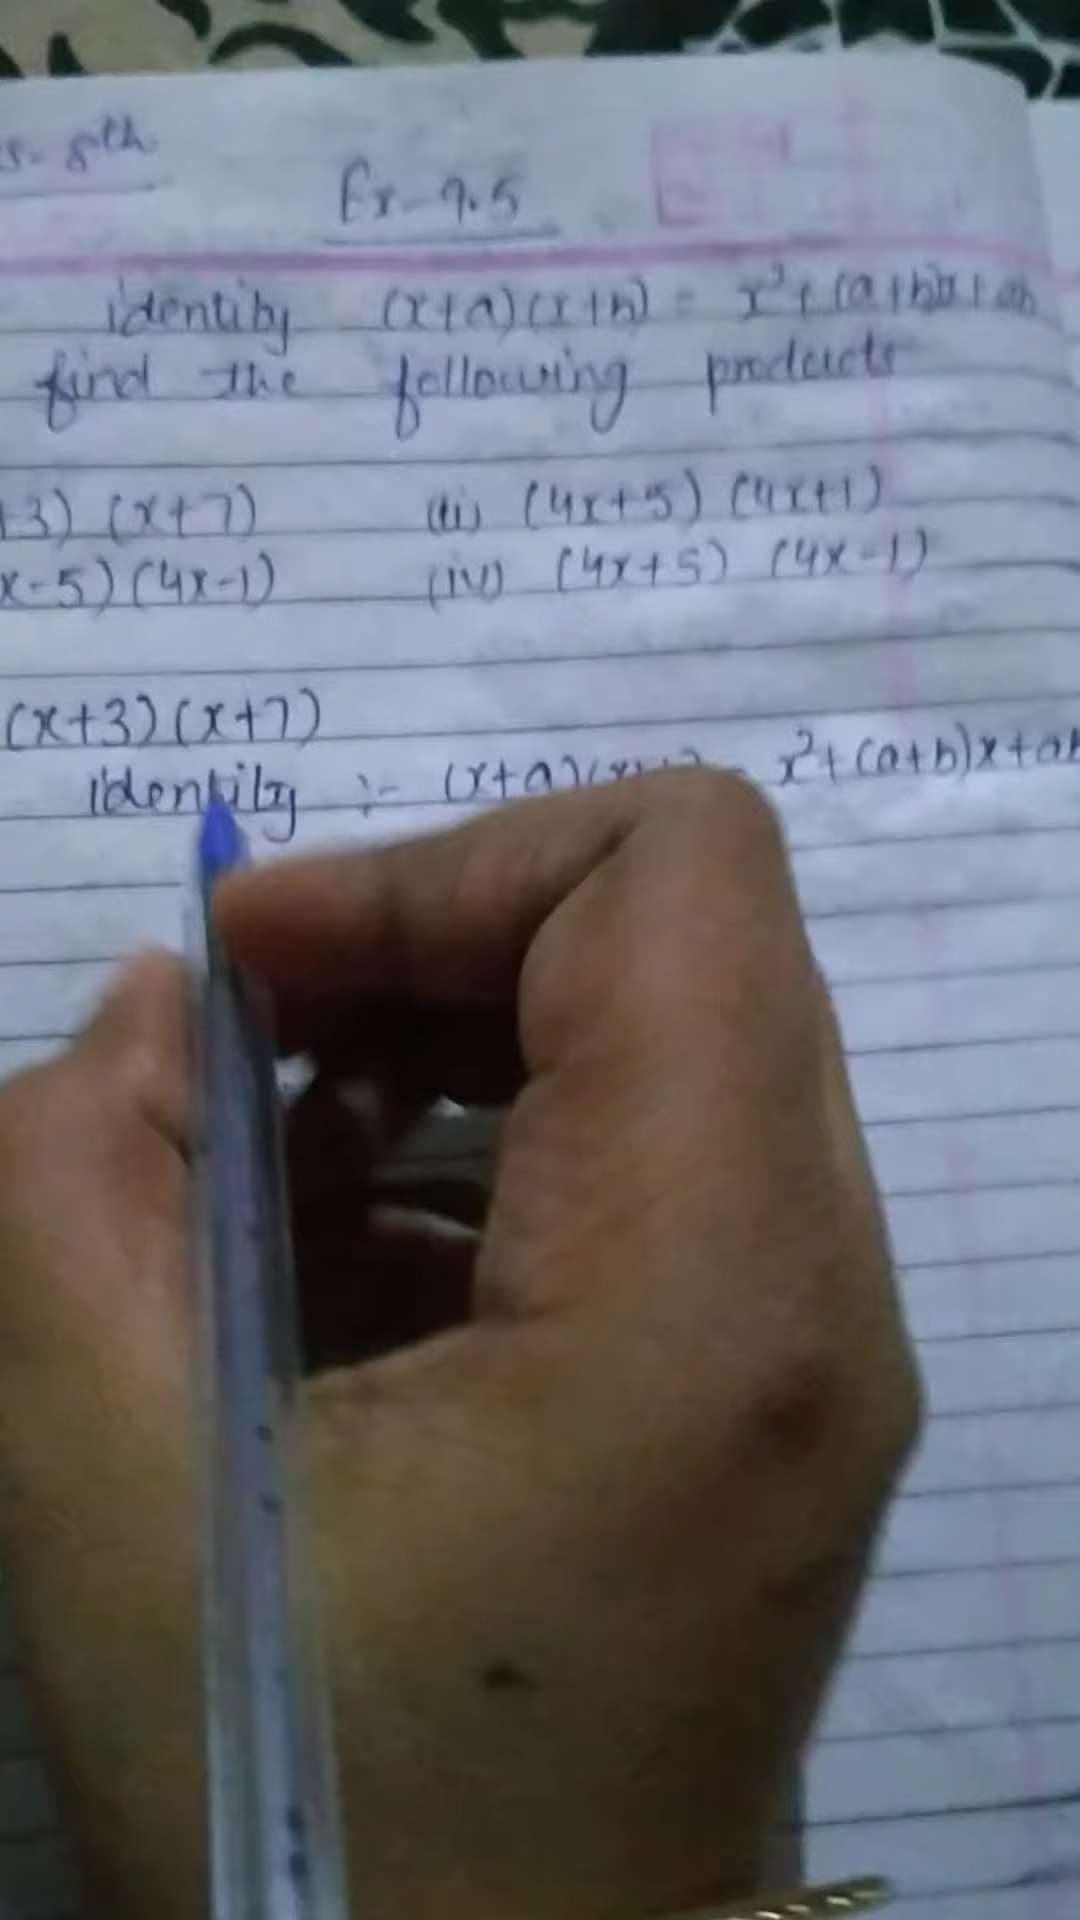 s. 8th
Ex-9.5
identity (x+a)(x+b) = x²+(a+b)x+ab
find the following products
+3) (x+7) (ii) (4x+5) (4x+1)
x-5) (4x-1) (iv) (4x+5) (4x-1)
(x+3)(x+7)
identity :- (x+a)(x x²+(a+b)x+ab